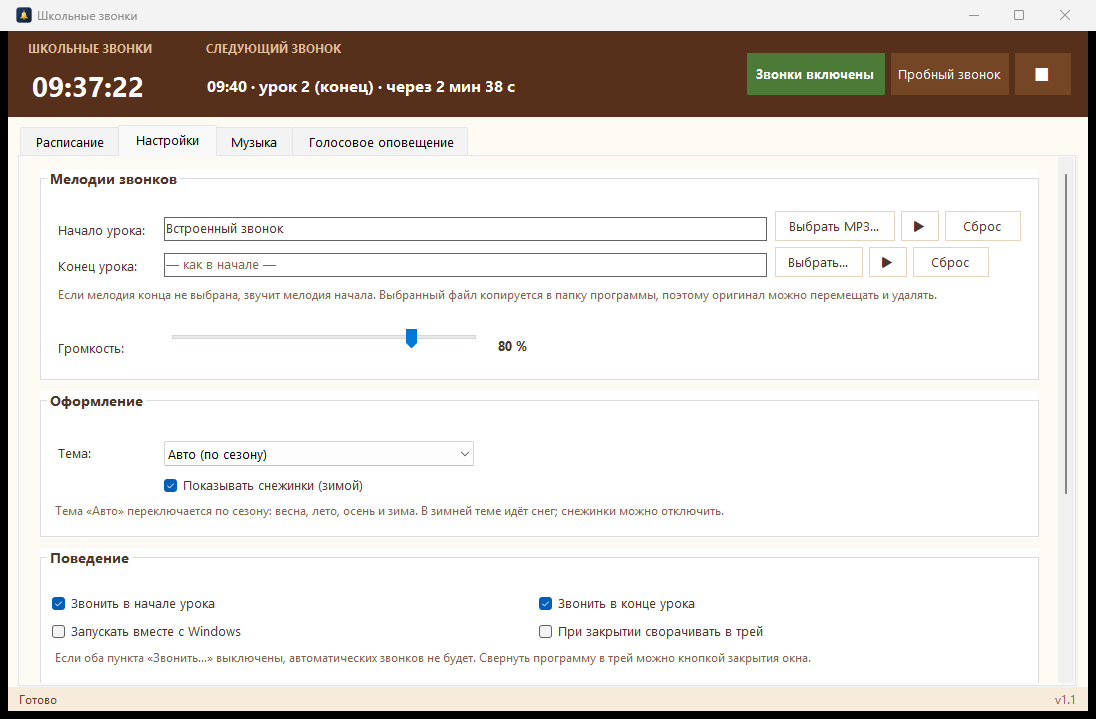 Школьные звонки
ШКОЛЬНЫЕ ЗВОНКИ
09:37:22
СЛЕДУЮЩИЙ ЗВОНОК
09:40 · урок 2 (конец) · через 2 мин 38 с
Звонки включены
Пробный звонок
Расписание
Настройки
Музыка
Голосовое оповещение
Мелодии звонков
Начало урока:
Встроенный звонок
Выбрать MP3...
Сброс
Конец урока:
— как в начале —
Выбрать...
Сброс
Если мелодия конца не выбрана, звучит мелодия начала. Выбранный файл копируется в папку программы, поэтому оригинал можно перемещать и удалять.
Громкость:
80 %
Оформление
Тема:
Авто (по сезону)
Показывать снежинки (зимой)
Тема «Авто» переключается по сезону: весна, лето, осень и зима. В зимней теме идёт снег; снежинки можно отключить.
Поведение
Звонить в начале урока
Звонить в конце урока
Запускать вместе с Windows
При закрытии сворачивать в трей
Если оба пункта «Звонить...» выключены, автоматических звонков не будет. Свернуть программу в трей можно кнопкой закрытия окна.
Готово
v1.1